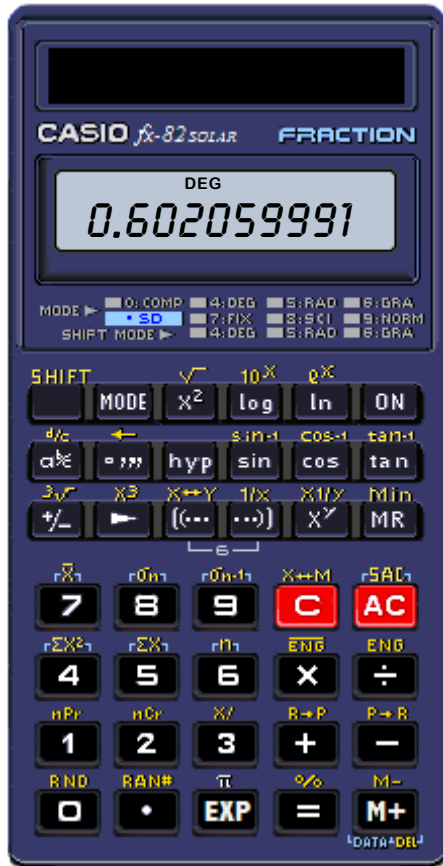 CASIO fx-82 SOLAR FRACTION
DEG
0.602059991
MODE ► 0: COMP 4:DEG 5:RAD 6:GRA
• SD 7:FIX 8:SCI 9:NORM
SHIFT MODE ► 4:DEG 5:RAD 6:GRA
SHIFT √ 10ˣ eˣ
MODE x² log ln ON
d/c ← sin-1 cos-1 tan-1
a b/c ° ’ ” hyp sin cos tan
³√ X³ X↔Y 1/X X1/y Min
+/− ► [(··· ···)] Xʸ MR
6
x̄ σn σn-1 X↔M SAC
7 8 9 C AC
ΣX² ΣX n ENG ENG
4 5 6 × ÷
nPr nCr X/ R→P P→R
1 2 3 + −
RND RAN# π % M−
0 • EXP = M+
DATA DEL